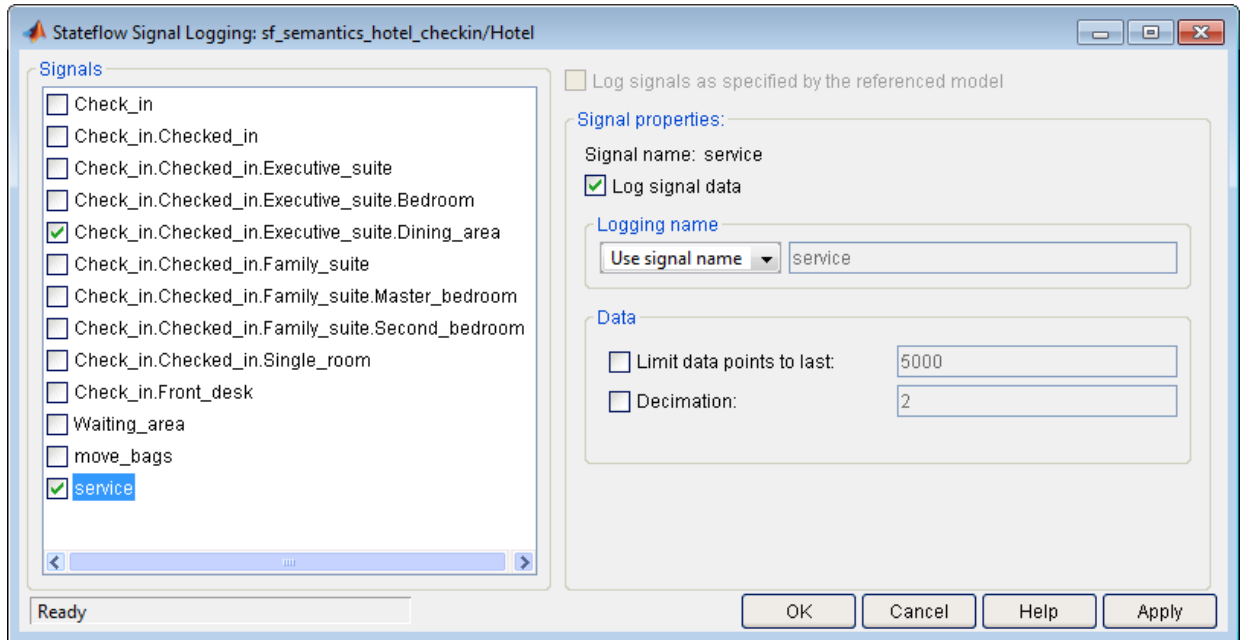 Stateflow Signal Logging: sf_semantics_hotel_checkin/Hotel
Signals
Check_in
Check_in.Checked_in
Check_in.Checked_in.Executive_suite
Check_in.Checked_in.Executive_suite.Bedroom
Check_in.Checked_in.Executive_suite.Dining_area
Check_in.Checked_in.Family_suite
Check_in.Checked_in.Family_suite.Master_bedroom
Check_in.Checked_in.Family_suite.Second_bedroom
Check_in.Checked_in.Single_room
Check_in.Front_desk
Waiting_area
move_bags
service
Log signals as specified by the referenced model
Signal properties:
Signal name: service
Log signal data
Logging name
Use signal name service
Data
Limit data points to last: 5000
Decimation: 2
Ready
OK Cancel Help Apply